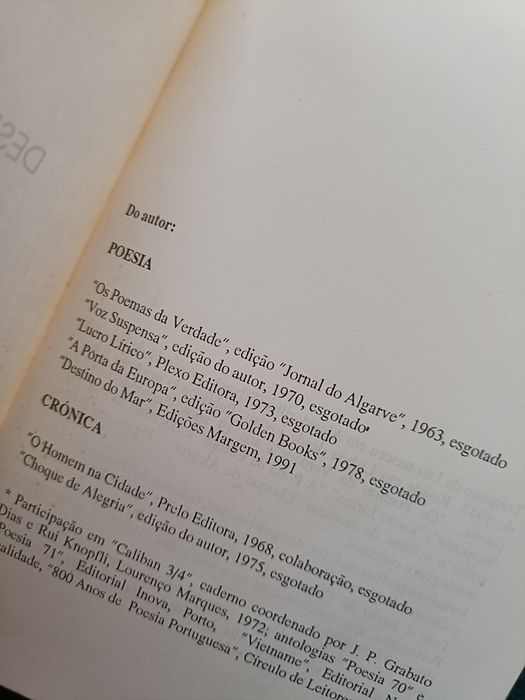 Do autor:
POESIA
"Os Poemas da Verdade", edição "Jornal do Algarve", 1963, esgotado
"Voz Suspensa", edição do autor, 1970, esgotado
"Lucro Lírico", Plexo Editora, 1973, esgotado
"A Porta da Europa", edição "Golden Books", 1978, esgotado
"Destino do Mar", Edições Margem, 1991
CRÓNICA
"O Homem na Cidade", Prelo Editora, 1968, colaboração, esgotado
"Choque de Alegria", edição do autor, 1975, esgotado
* Participação em "Caliban 3/4", caderno coordenado por J. P. Grabato
Dias e Rui Knopfli, Lourenço Marques, 1972; antologias "Poesia 70" e
Poesia 71", Editorial Inova, Porto, "Vietname", Editorial
"800 Anos de Poesia Portuguesa", Círculo de